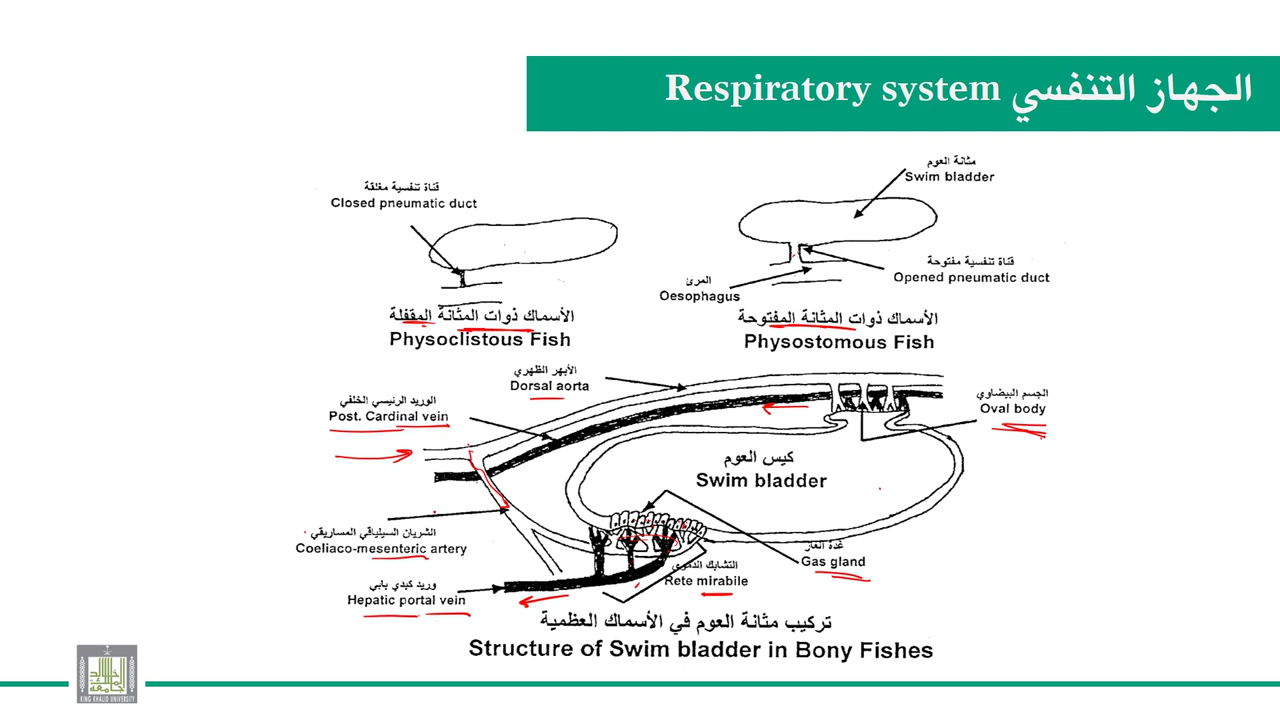 الجهاز التنفسي Respiratory system
مثانة العوم
Swim bladder
قناة تنفسية مغلقة
Closed pneumatic duct
قناة تنفسية مفتوحة
Opened pneumatic duct
المرئ
Oesophagus
الأسماك ذوات المثانة المفتوحة
Physostomous Fish
الأسماك ذوات المثانة المقفلة
Physoclistous Fish
الأبهر الظهري
Dorsal aorta
الوريد الرئيسي الخلفي
Post. Cardinal vein
الجسم البيضاوي
Oval body
كيس العوم
Swim bladder
الشريان السيلياقي المساريقي
Coeliaco-mesenteric artery
غدة الغاز
Gas gland
التشابك الدموي
Rete mirabile
وريد كبدي بابي
Hepatic portal vein
تركيب مثانة العوم في الأسماك العظمية
Structure of Swim bladder in Bony Fishes
KING KHALID UNIVERSITY